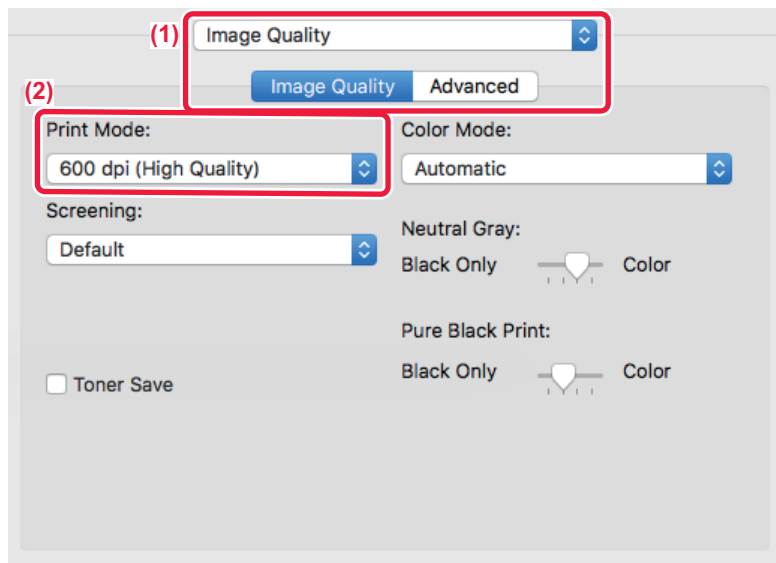 (1)
Image Quality
Image Quality Advanced
(2)
Print Mode:
600 dpi (High Quality)
Screening:
Default
Toner Save
Color Mode:
Automatic
Neutral Gray:
Black Only Color
Pure Black Print:
Black Only Color